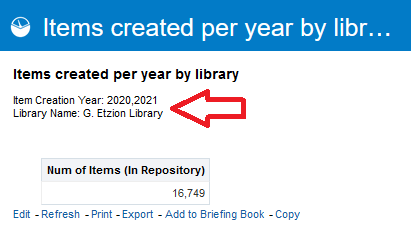 Items created per year by libr...
Items created per year by library
Item Creation Year: 2020,2021
Library Name: G. Etzion Library
Num of Items (In Repository)
16,749
Edit - Refresh - Print - Export - Add to Briefing Book - Copy